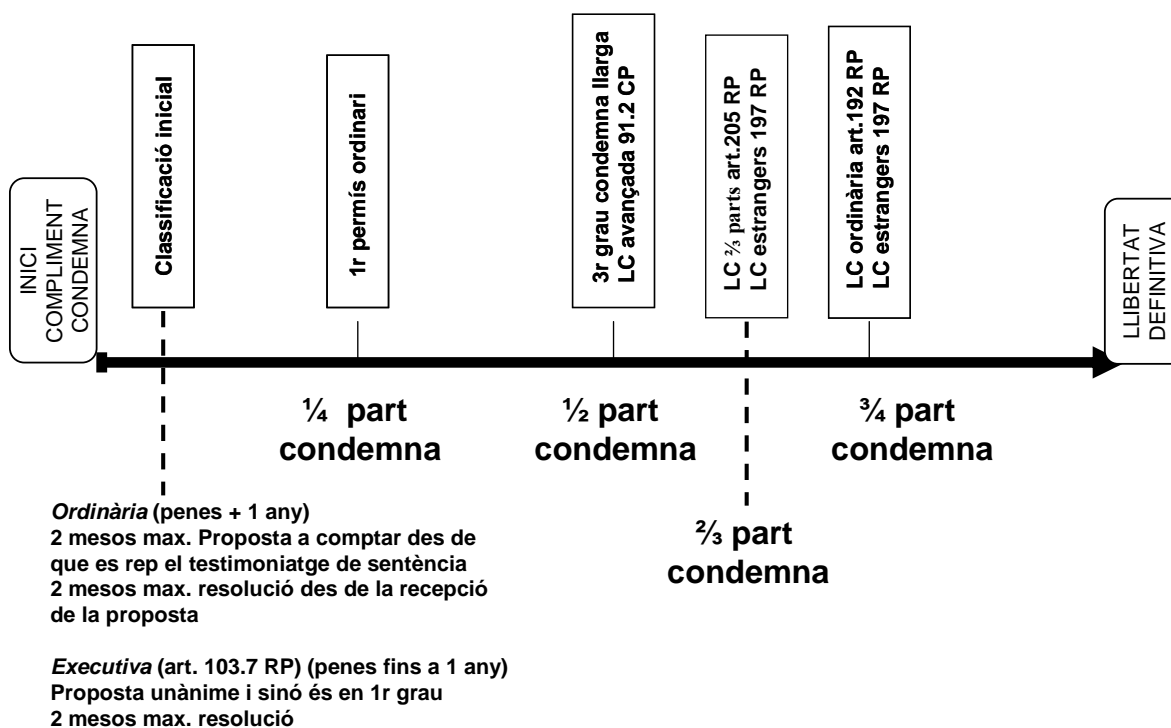 INICI
COMPLIMENT
CONDEMNA
Classificació inicial
1r permís ordinari
3r grau condemna llarga
LC avançada 91.2 CP
LC ⅔ parts art.205 RP
LC estrangers 197 RP
LC ordinària art.192 RP
LC estrangers 197 RP
LLIBERTAT
DEFINITIVA
¼ part
condemna
½ part
condemna
¾ part
condemna
⅔ part
condemna
Ordinària (penes + 1 any)
2 mesos max. Proposta a comptar des de
que es rep el testimoniatge de sentència
2 mesos max. resolució des de la recepció
de la proposta
Executiva (art. 103.7 RP) (penes fins a 1 any)
Proposta unànime i sinó és en 1r grau
2 mesos max. resolució